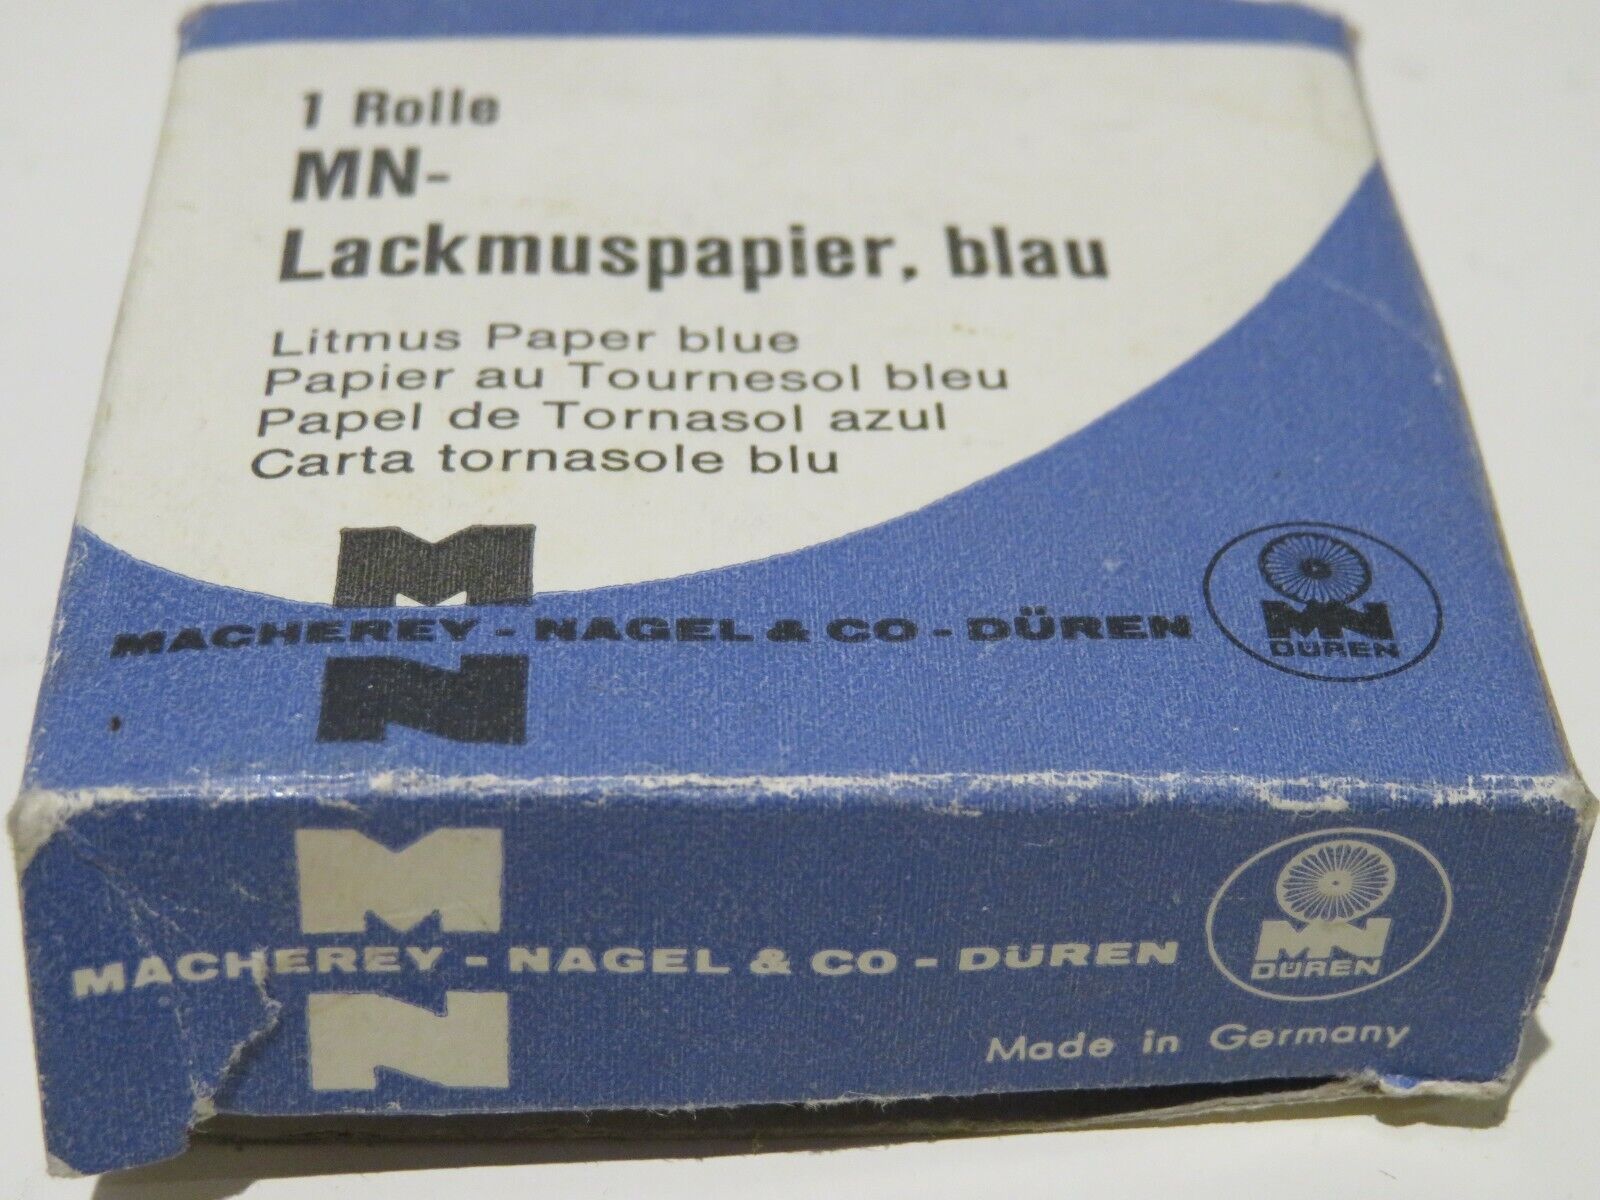 1 Rolle
MN-
Lackmuspapier, blau
Litmus Paper blue
Papier au Tournesol bleu
Papel de Tornasol azul
Carta tornasole blu
M
MACHEREY - NAGEL & CO - DÜREN
N
MN
DÜREN
M
MACHEREY - NAGEL & CO - DÜREN
N
MN
DÜREN
Made in Germany